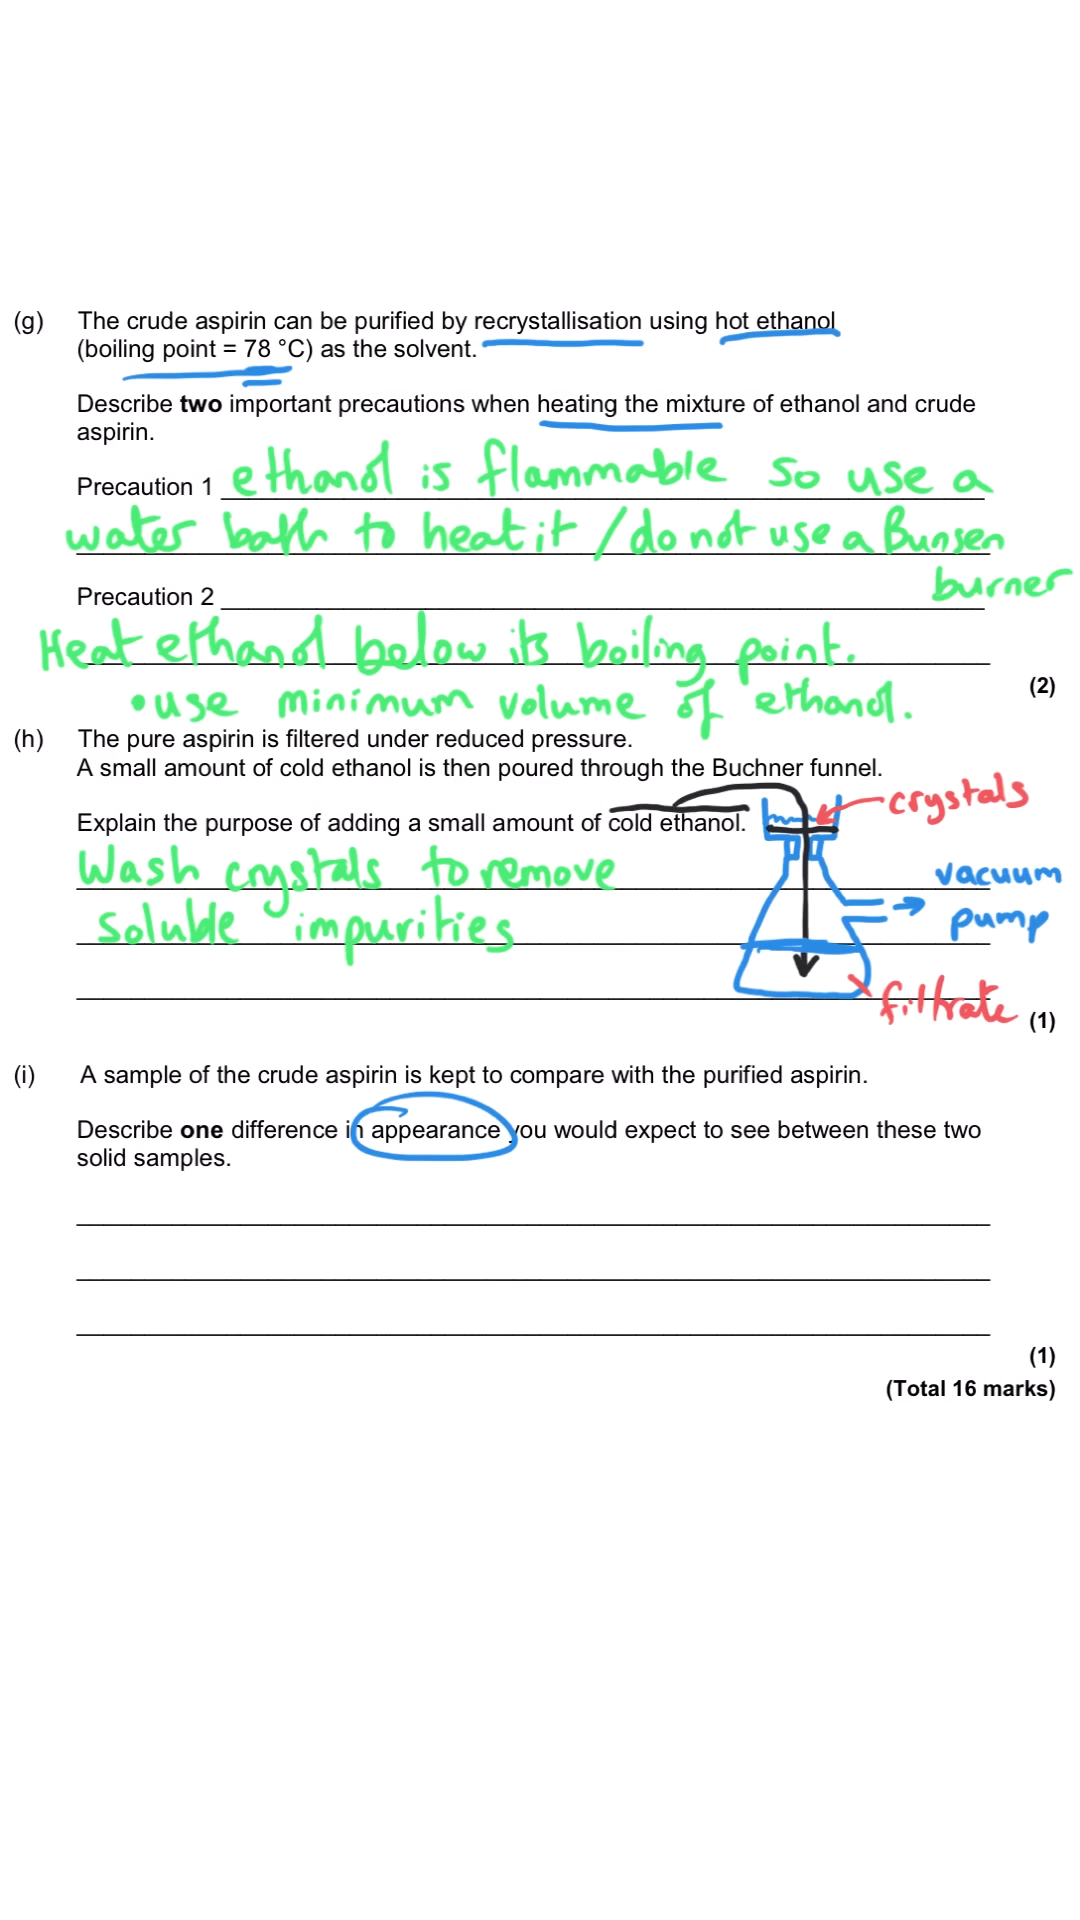 (g) The crude aspirin can be purified by recrystallisation using hot ethanol
(boiling point = 78 °C) as the solvent.
Describe two important precautions when heating the mixture of ethanol and crude
aspirin.
Precaution 1 ethanol is flammable so use a
water bath to heat it / do not use a Bunsen
burner
Precaution 2
Heat ethanol below its boiling point.
• use minimum volume of ethanol.
(2)
(h) The pure aspirin is filtered under reduced pressure.
A small amount of cold ethanol is then poured through the Buchner funnel.
crystals
Explain the purpose of adding a small amount of cold ethanol.
Wash crystals to remove
vacuum
soluble impurities
pump
filtrate
(1)
(i) A sample of the crude aspirin is kept to compare with the purified aspirin.
Describe one difference in appearance you would expect to see between these two
solid samples.
(1)
(Total 16 marks)